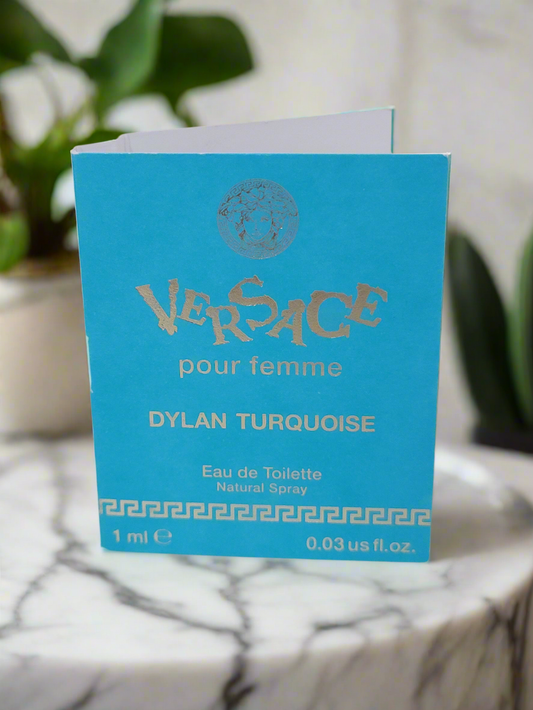 VERSACE
pour femme
DYLAN TURQUOISE
Eau de Toilette
Natural Spray
1 ml ℮
0.03 us fl.oz.